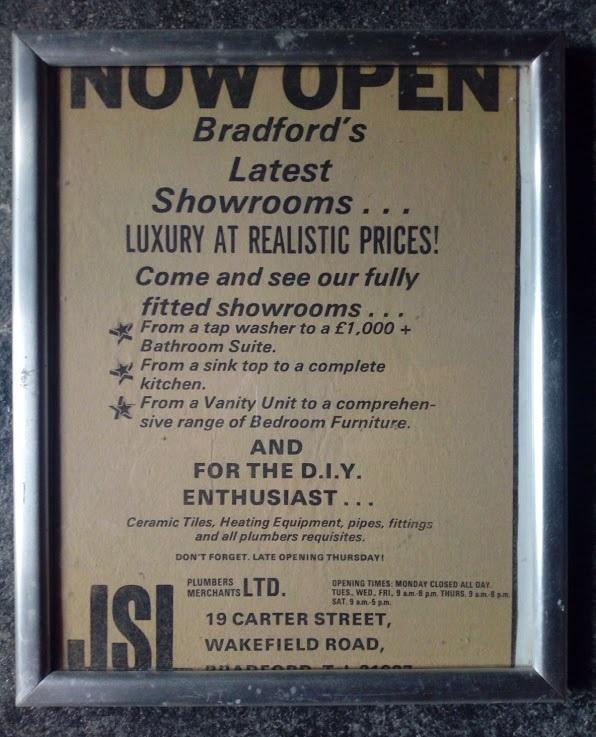 NOW OPEN
Bradford's
Latest
Showrooms . . .
LUXURY AT REALISTIC PRICES!
Come and see our fully
fitted showrooms . . .
From a tap washer to a £1,000 +
Bathroom Suite.
From a sink top to a complete
kitchen.
From a Vanity Unit to a comprehen-
sive range of Bedroom Furniture.
AND
FOR THE D.I.Y.
ENTHUSIAST . . .
Ceramic Tiles, Heating Equipment, pipes, fittings
and all plumbers requisites.
DON'T FORGET. LATE OPENING THURSDAY!
JSL
PLUMBERS
MERCHANTS LTD.
OPENING TIMES: MONDAY CLOSED ALL DAY.
TUES., WED., FRI., 9 a.m.-6 p.m. THURS. 9 a.m.-8 p.m.
SAT. 9 a.m.-5 p.m.
19 CARTER STREET,
WAKEFIELD ROAD,
BRADFORD. Tel.